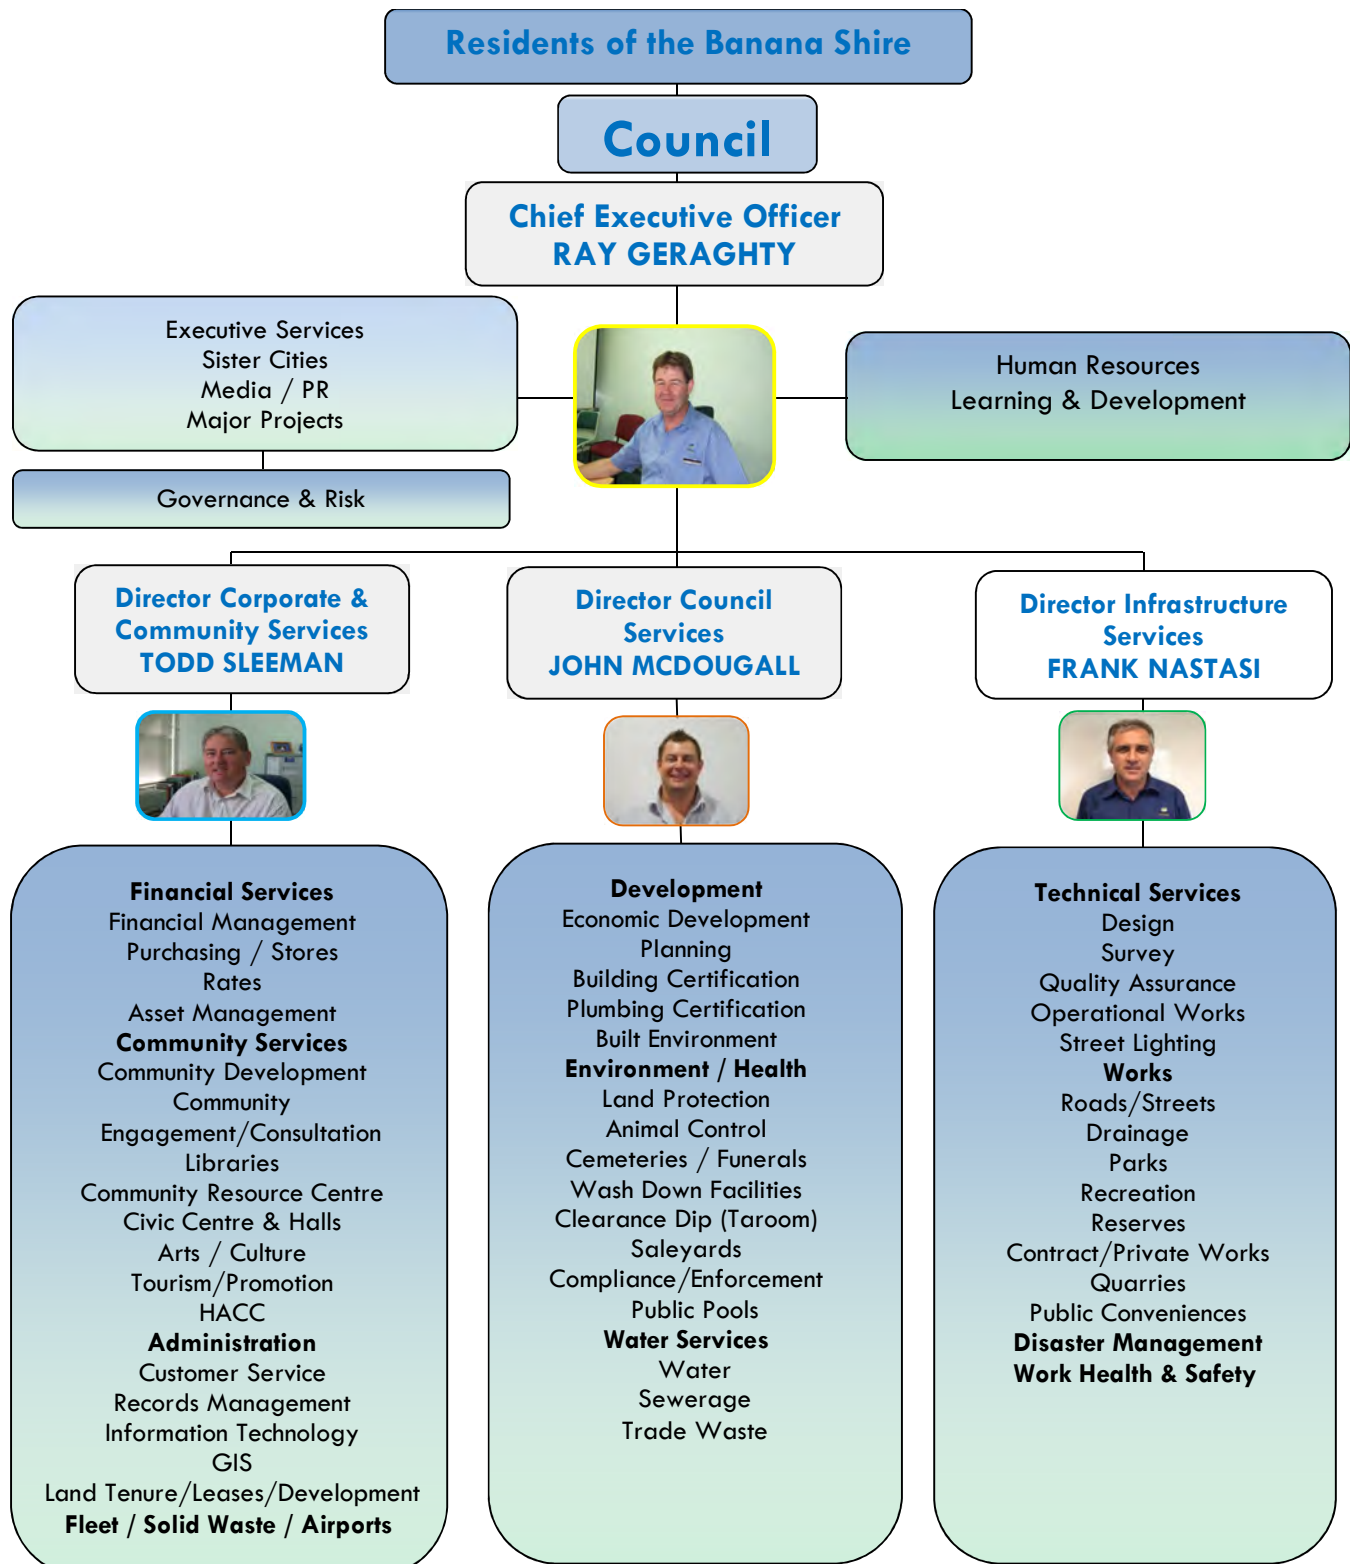 Residents of the Banana Shire
Council
Chief Executive Officer
RAY GERAGHTY
Executive Services
Sister Cities
Media / PR
Major Projects
Human Resources
Learning & Development
Governance & Risk
Director Corporate &
Community Services
TODD SLEEMAN
Director Council
Services
JOHN MCDOUGALL
Director Infrastructure
Services
FRANK NASTASI
Financial Services
Financial Management
Purchasing / Stores
Rates
Asset Management
Community Services
Community Development
Community
Engagement/Consultation
Libraries
Community Resource Centre
Civic Centre & Halls
Arts / Culture
Tourism/Promotion
HACC
Administration
Customer Service
Records Management
Information Technology
GIS
Land Tenure/Leases/Development
Fleet / Solid Waste / Airports
Development
Economic Development
Planning
Building Certification
Plumbing Certification
Built Environment
Environment / Health
Land Protection
Animal Control
Cemeteries / Funerals
Wash Down Facilities
Clearance Dip (Taroom)
Saleyards
Compliance/Enforcement
Public Pools
Water Services
Water
Sewerage
Trade Waste
Technical Services
Design
Survey
Quality Assurance
Operational Works
Street Lighting
Works
Roads/Streets
Drainage
Parks
Recreation
Reserves
Contract/Private Works
Quarries
Public Conveniences
Disaster Management
Work Health & Safety